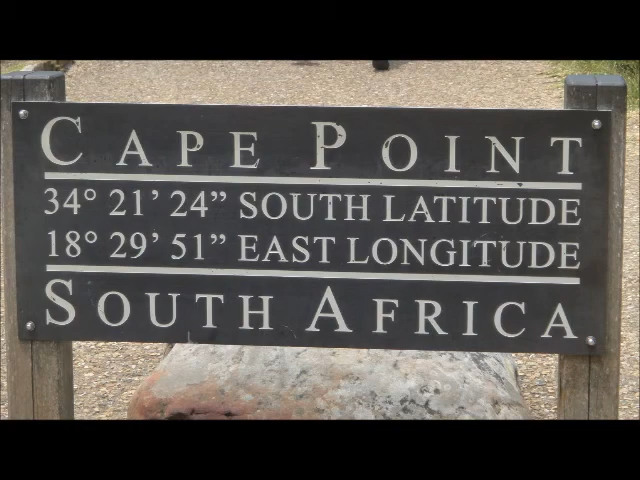 CAPE POINT
34° 21’ 24” SOUTH LATITUDE
18° 29’ 51” EAST LONGITUDE
SOUTH AFRICA